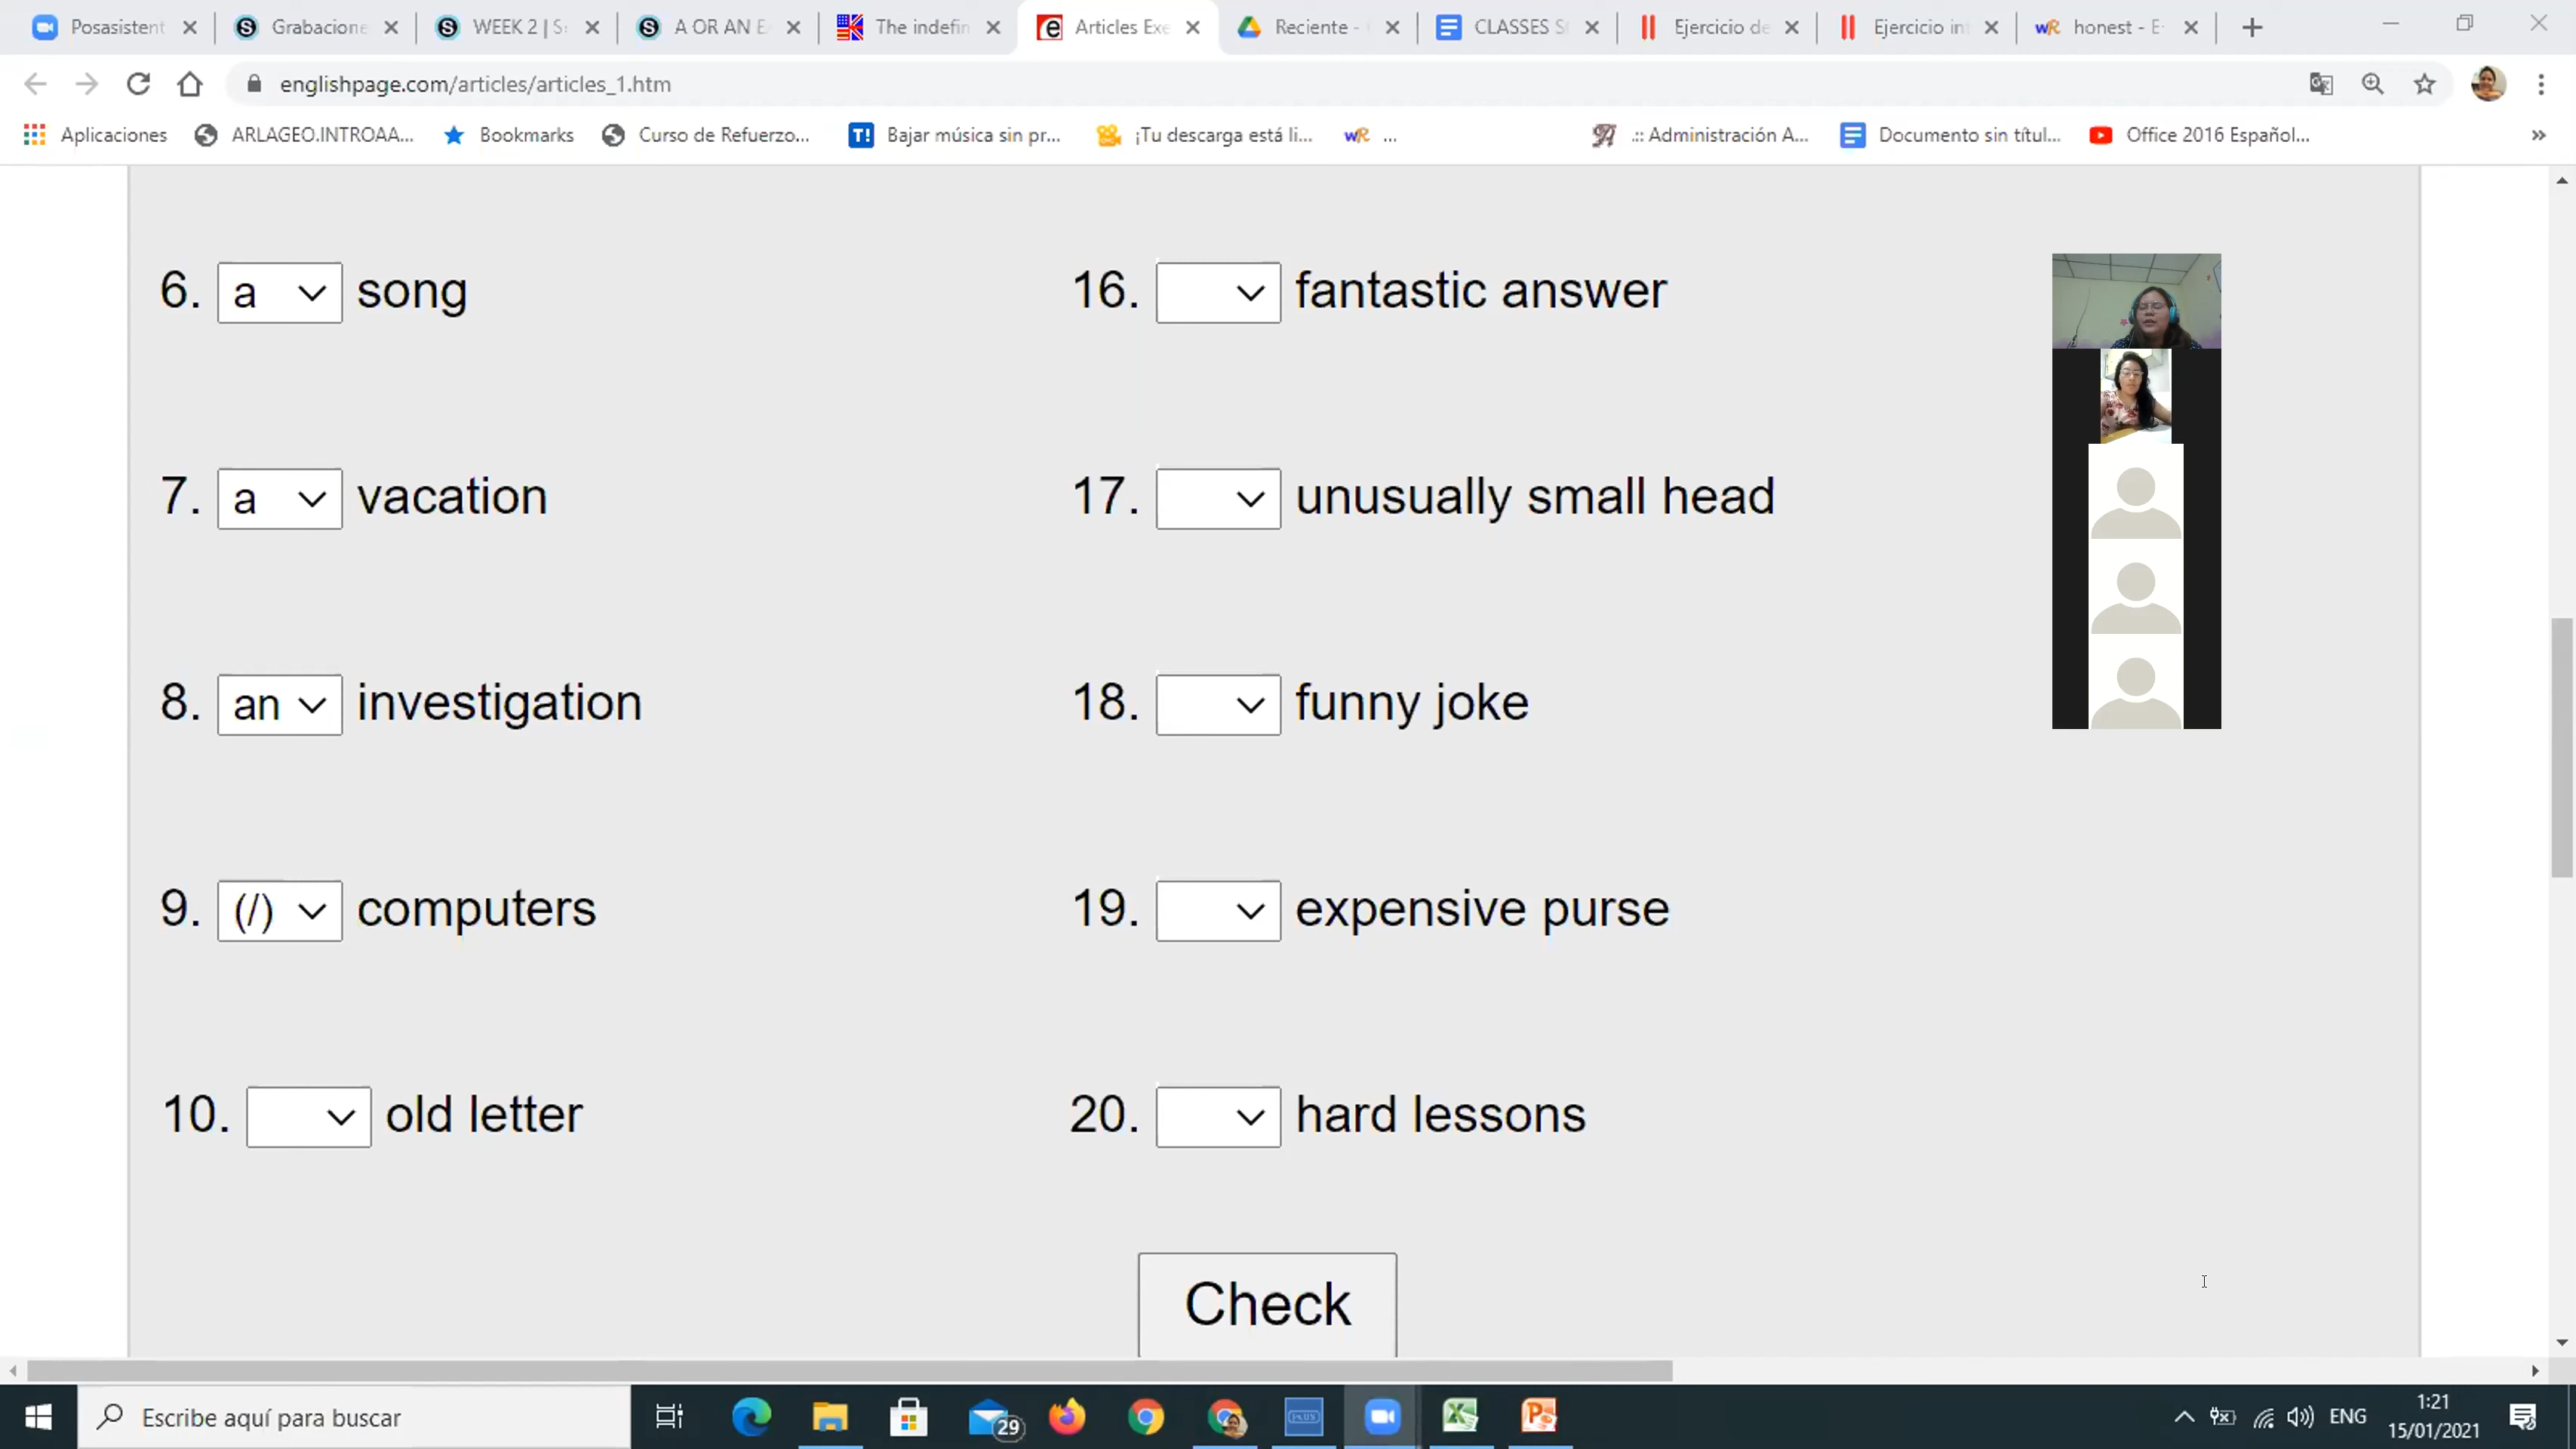 Posasistent
Grabacione
WEEK 2 | S
A OR AN E
The indefin
Articles Exe
Reciente -
CLASSES S
Ejercicio de
Ejercicio int
honest - E
englishpage.com/articles/articles_1.htm
Aplicaciones
ARLAGEO.INTROAA...
Bookmarks
Curso de Refuerzo...
Bajar música sin pr...
¡Tu descarga está li...
...
.:: Administración A...
Documento sin títul...
Office 2016 Español...
6. a song
7. a vacation
8. an investigation
9. (/) computers
10. old letter
16. fantastic answer
17. unusually small head
18. funny joke
19. expensive purse
20. hard lessons
Check
Escribe aquí para buscar
29
ENG
1:21
15/01/2021